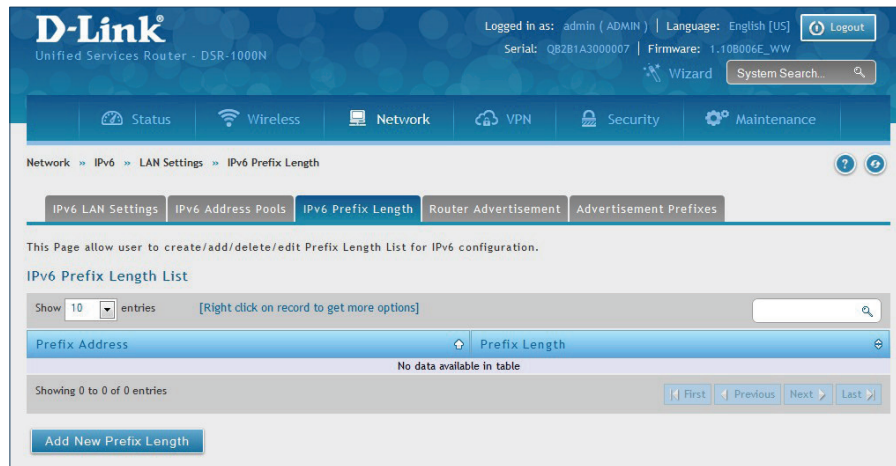 D-Link
Unified Services Router - DSR-1000N
Logged in as: admin ( ADMIN ) | Language: English [US]
Logout
Serial: QB2B1A3000007 | Firmware: 1.10B006E_WW
Wizard
System Search...
Status
Wireless
Network
VPN
Security
Maintenance
Network » IPv6 » LAN Settings » IPv6 Prefix Length
IPv6 LAN Settings
IPv6 Address Pools
IPv6 Prefix Length
Router Advertisement
Advertisement Prefixes
This Page allow user to create/add/delete/edit Prefix Length List for IPv6 configuration.
IPv6 Prefix Length List
Show 10 entries
[Right click on record to get more options]
Prefix Address
Prefix Length
No data available in table
Showing 0 to 0 of 0 entries
First
Previous
Next
Last
Add New Prefix Length